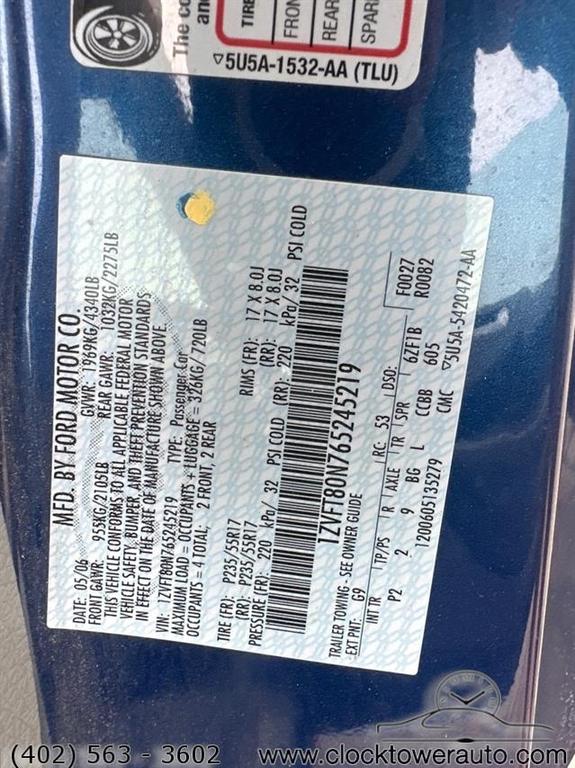 The co
and
TIRE
FRON
REAR
SPAR
▽5U5A-1532-AA (TLU)
MFD. BY FORD MOTOR CO.
DATE: 05/06 GVWR: 1969KG/4340LB
FRONT GAWR: 955KG/2105LB REAR GAWR: 1032KG/2275LB
THIS VEHICLE CONFORMS TO ALL APPLICABLE FEDERAL MOTOR
VEHICLE SAFETY, BUMPER, AND THEFT PREVENTION STANDARDS
IN EFFECT ON THE DATE OF MANUFACTURE SHOWN ABOVE.
VIN: 1ZVFT80N765245219 TYPE: Passenger Car
MAXIMUM LOAD = OCCUPANTS + LUGGAGE = 326KG/720LB
OCCUPANTS = 4 TOTAL; 2 FRONT, 2 REAR
TIRE (FR): P235/55R17 RIMS (FR): 17 X 8.0J
(RR): P235/55R17 (RR): 17 X 8.0J
PRESSURE (FR): 220 kPa/ 32 PSI COLD (RR): 220 kPa/ 32 PSI COLD
1ZVFT80N765245219
TRAILER TOWING - SEE OWNER GUIDE
EXT PNT: G9 RC: 53 DSO: F0027
R0082
INT TR TP/PS R AXLE TR SPR 6ZF1B
P2 2 9 BG L CCBB 605
1200605135279 CMC ▽5U5A-5420472-AA
(402) 563 - 3602 www.clocktowerauto.com